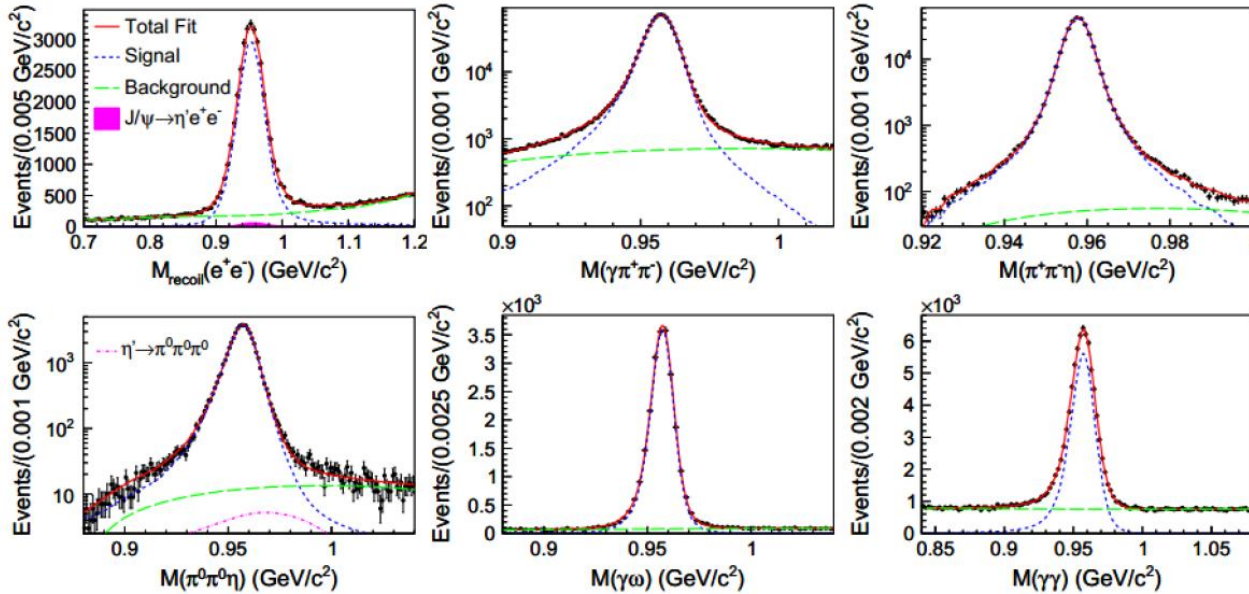 Events/(0.005 GeV/c²)
3000
2500
2000
1500
1000
500
0
Total Fit
Signal
Background
J/ψ→η'e⁺e⁻
0.7 0.8 0.9 1 1.1 1.2
M_recoil(e⁺e⁻) (GeV/c²)
Events/(0.001 GeV/c²)
10⁴
10³
10²
0.9 0.95 1
M(γπ⁺π⁻) (GeV/c²)
Events/(0.001 GeV/c²)
10⁴
10³
10²
0.92 0.94 0.96 0.98
M(π⁺π⁻η) (GeV/c²)
Events/(0.001 GeV/c²)
10³
10²
10
η'→π⁰π⁰π⁰
0.9 0.95 1
M(π⁰π⁰η) (GeV/c²)
Events/(0.0025 GeV/c²)
×10³
3.5
3
2.5
2
1.5
1
0.5
0
0.9 0.95 1
M(γω) (GeV/c²)
Events/(0.002 GeV/c²)
×10³
6
5
4
3
2
1
0
0.85 0.9 0.95 1 1.05
M(γγ) (GeV/c²)